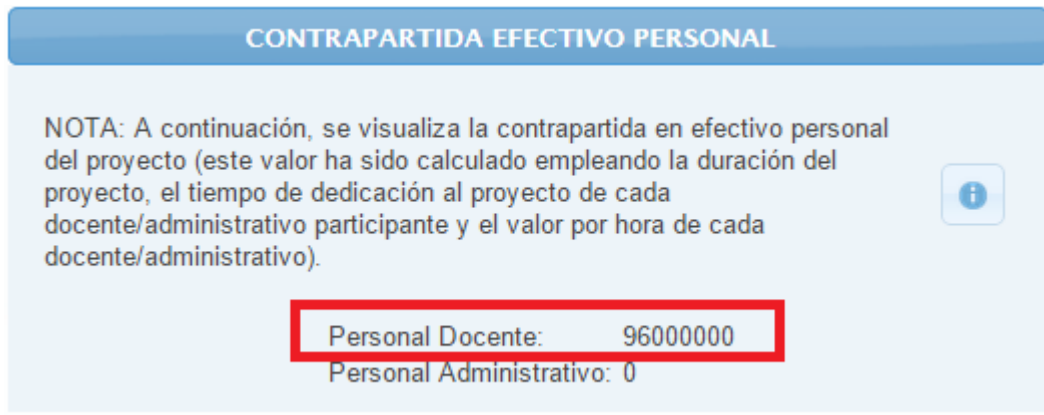 CONTRAPARTIDA EFECTIVO PERSONAL
NOTA: A continuación, se visualiza la contrapartida en efectivo personal
del proyecto (este valor ha sido calculado empleando la duración del
proyecto, el tiempo de dedicación al proyecto de cada
docente/administrativo participante y el valor por hora de cada
docente/administrativo).
Personal Docente: 96000000
Personal Administrativo: 0